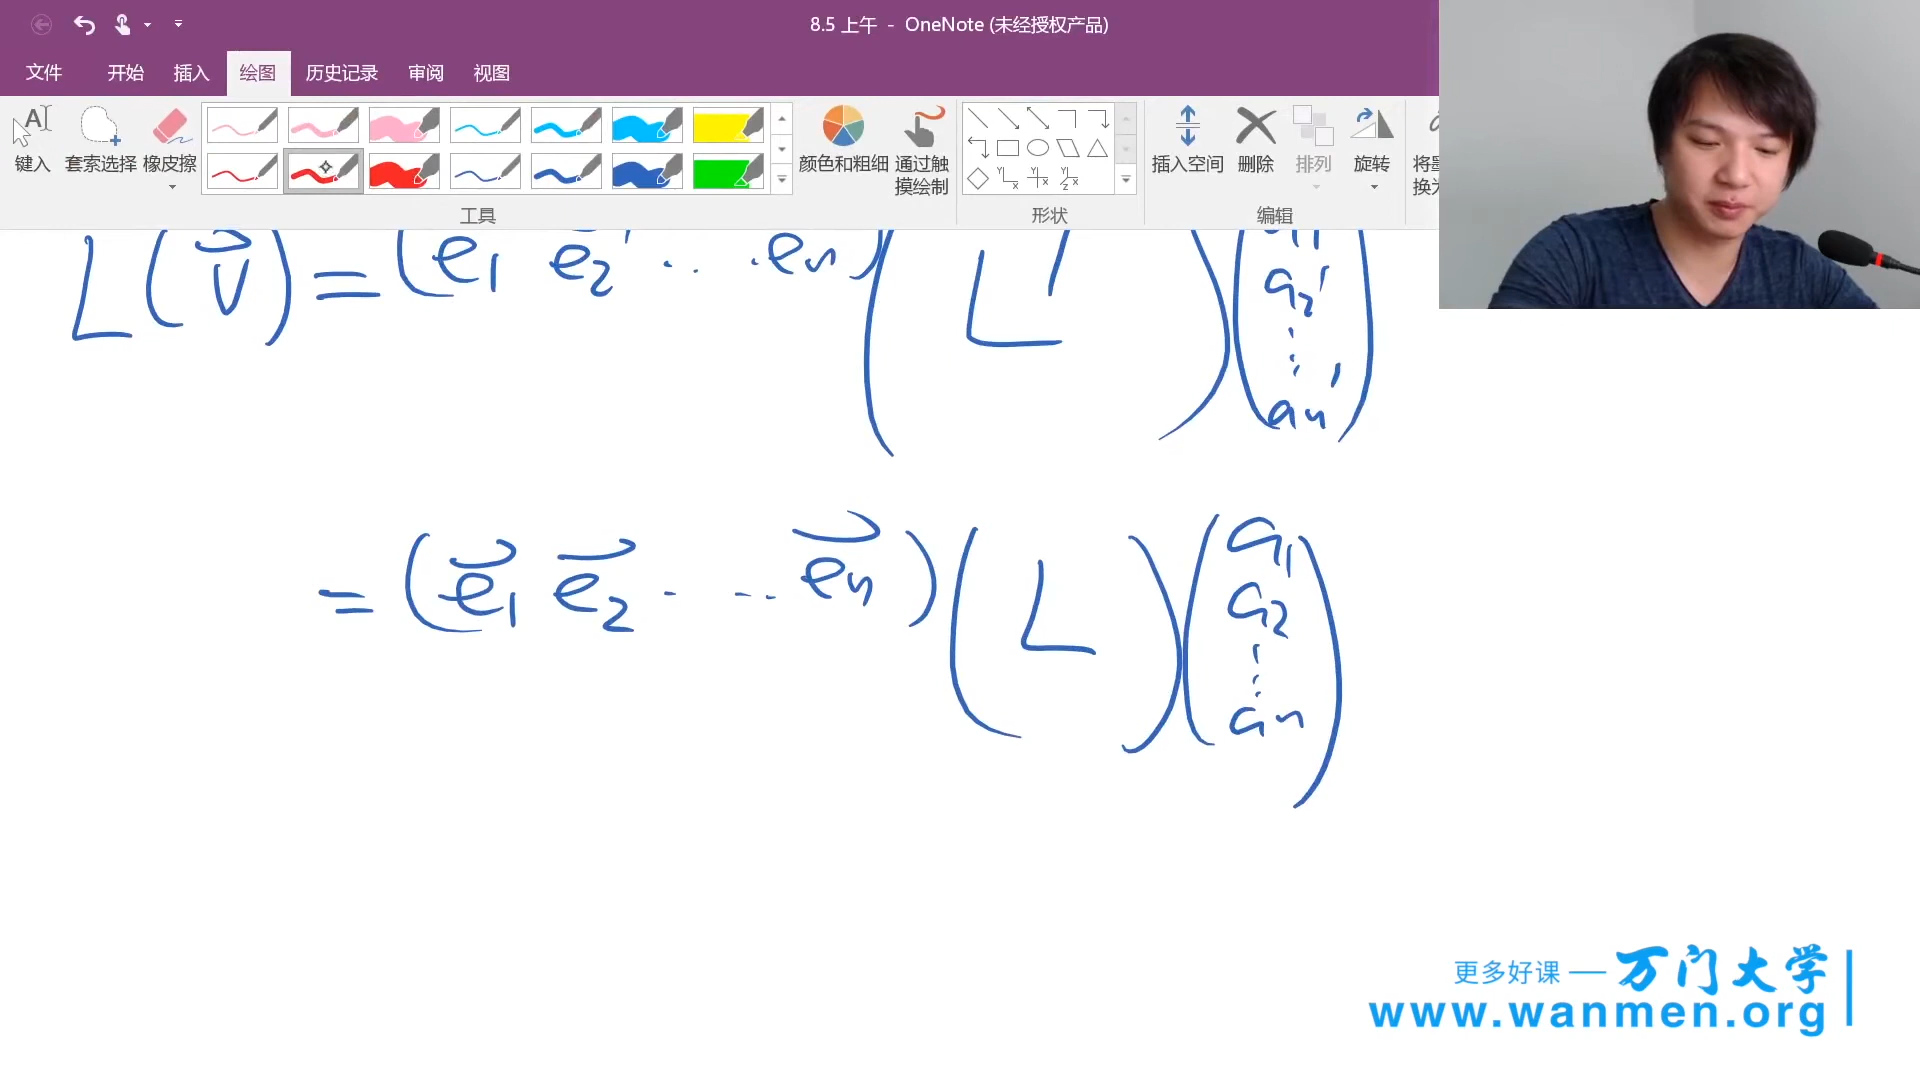 8.5 上午 - OneNote (未经授权产品)
文件 开始 插入 绘图 历史记录 审阅 视图
键入 套索选择 橡皮擦 颜色和粗细 通过触摸绘制 插入空间 删除 排列 旋转
工具 形状 编辑
L(v⃗)=(e1 e2' ... en)(L')(a1' a2' ⋮ an')
=(e⃗1 e⃗2 ... e⃗n)(L)(a1 a2 ⋮ an)
更多好课 — 万门大学
www.wanmen.org